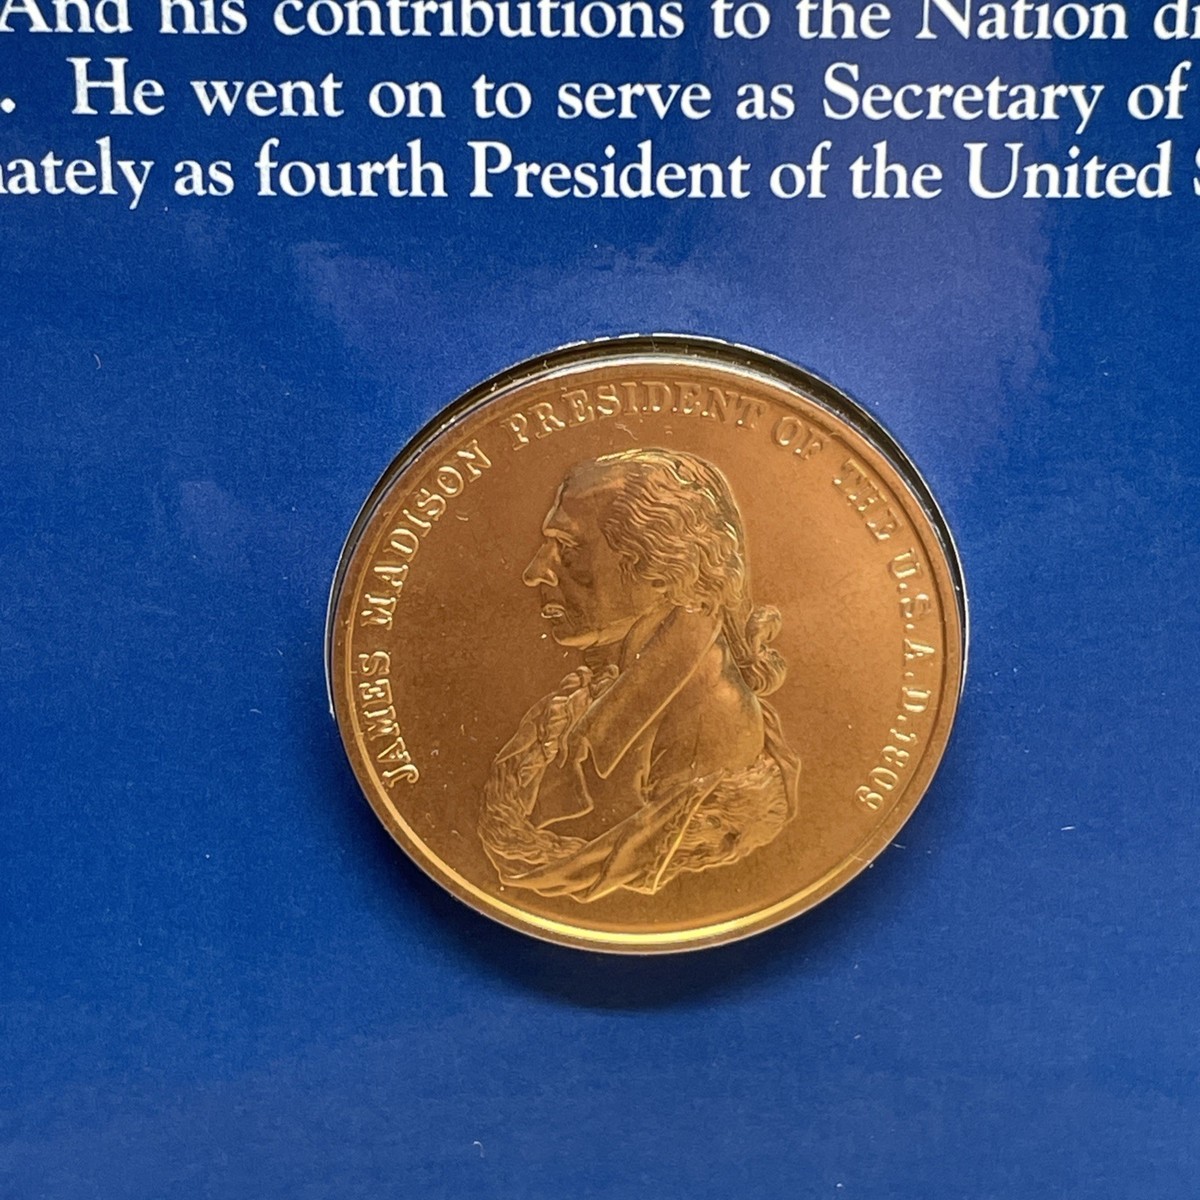 And his contributions to the Nation
. He went on to serve as Secretary of
as fourth President of the United
JAMES MADISON PRESIDENT OF THE U.S. A.D. 1809